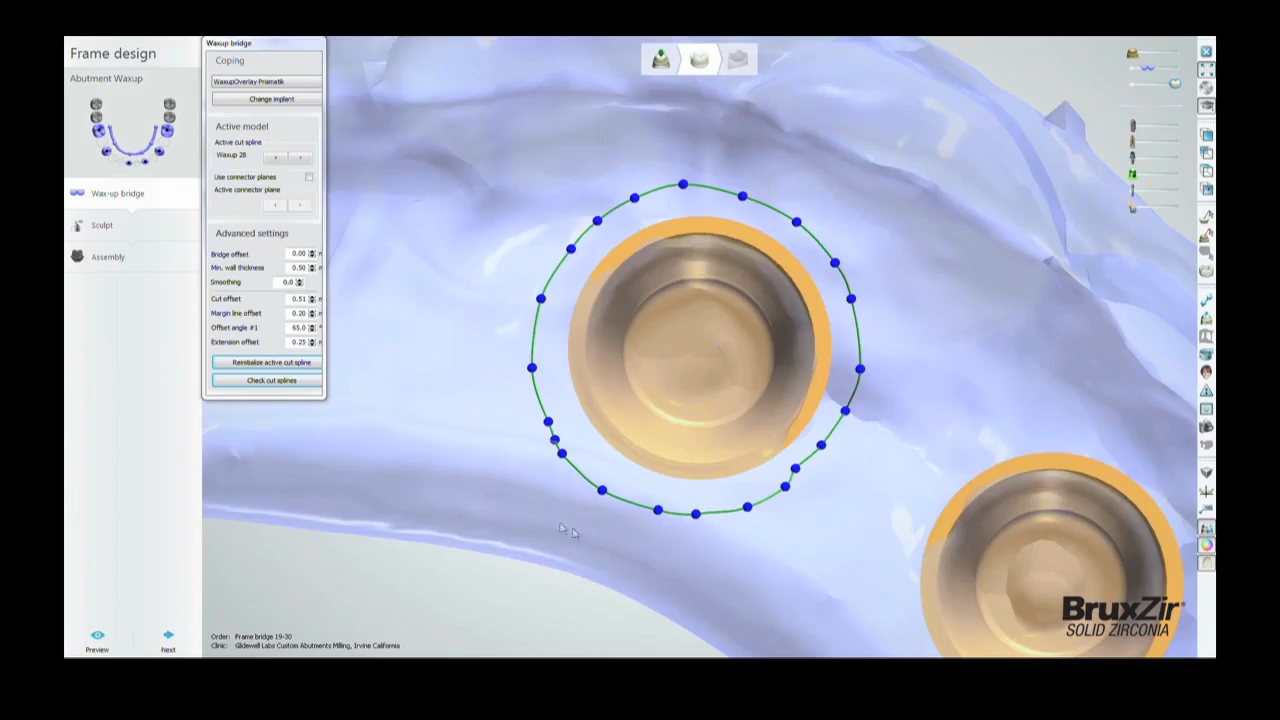 Frame design
Abutment Waxup
Wax-up bridge
Sculpt
Assembly
Preview
Next
Waxup bridge
Coping
WaxupOverlay Prismatik
Change implant
Active model
Active cut spline
Waxup 28
Use connector planes
Active connector plane
Advanced settings
Bridge offset 0.00
Min. wall thickness 0.50
Smoothing 0.0
Cut offset 0.51
Margin line offset 0.20
Offset angle #1 65.0 °
Extension offset 0.25
Reinitialize active cut spline
Check cut splines
Order: Frame bridge 19-30
Clinic: Glidewell Labs Custom Abutments Milling, Irvine California
BruxZir
SOLID ZIRCONIA